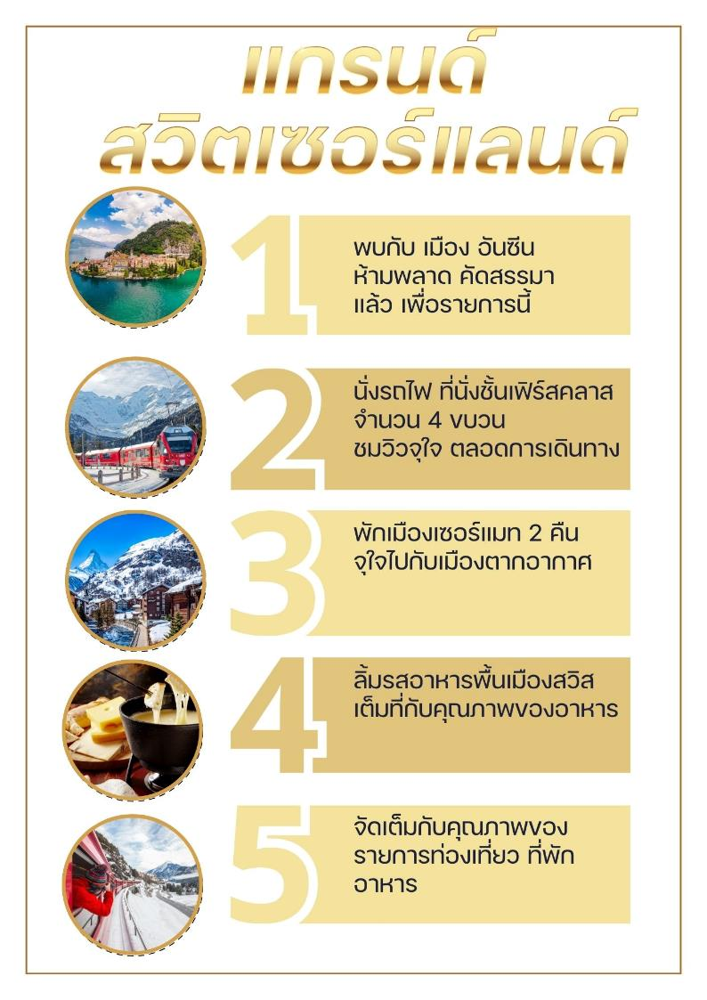 แกรนด์
สวิตเซอร์แลนด์
1
พบกับ เมือง อันซีน
ห้ามพลาด คัดสรรมา
แล้ว เพื่อรายการนี้
2
นั่งรถไฟ ที่นั่งชั้นเฟิร์สคลาส
จำนวน 4 ขบวน
ชมวิวจุใจ ตลอดการเดินทาง
3
พักเมืองเซอร์แมท 2 คืน
จุใจไปกับเมืองตากอากาศ
4
ลิ้มรสอาหารพื้นเมืองสวิส
เต็มที่กับคุณภาพของอาหาร
5
จัดเต็มกับคุณภาพของ
รายการท่องเที่ยว ที่พัก
อาหาร